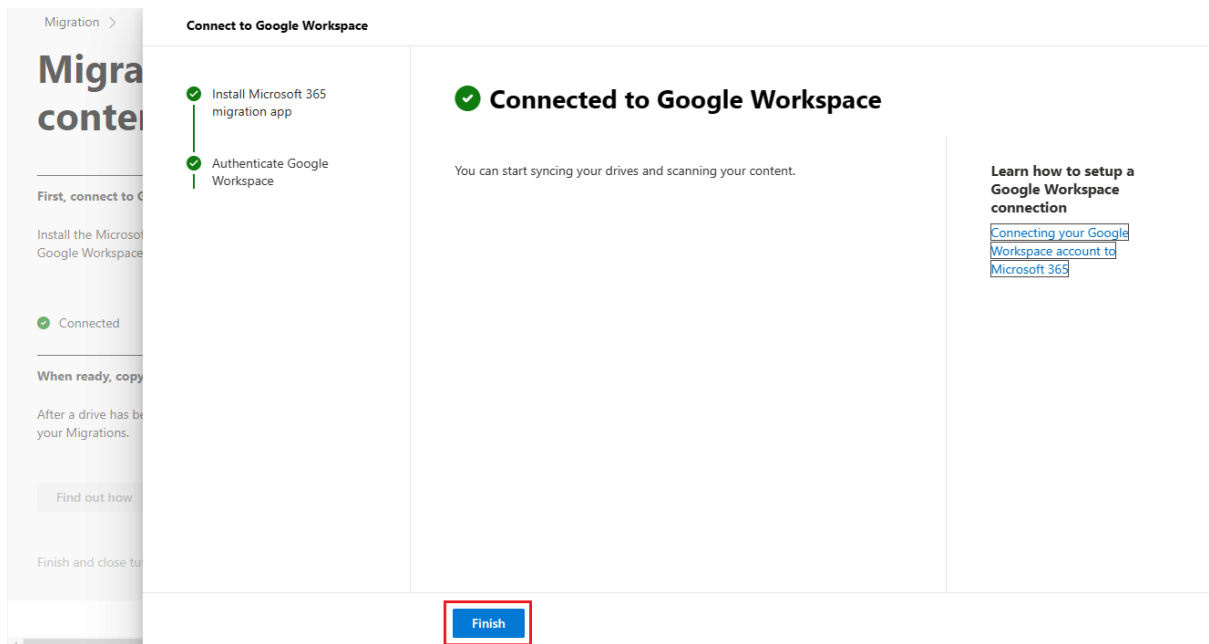 Migration >
Connect to Google Workspace
Migra
conte
First, connect to G
Install the Microsof
Google Workspace
Connected
When ready, copy
After a drive has be
your Migrations.
Find out how
Finish and close tu
Install Microsoft 365
migration app
Authenticate Google
Workspace
Connected to Google Workspace
You can start syncing your drives and scanning your content.
Learn how to setup a
Google Workspace
connection
Connecting your Google
Workspace account to
Microsoft 365
Finish